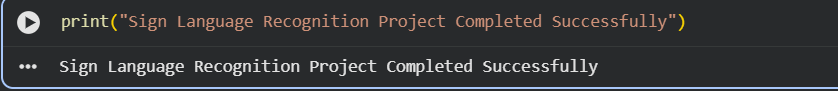 print("Sign Language Recognition Project Completed Successfully")
Sign Language Recognition Project Completed Successfully